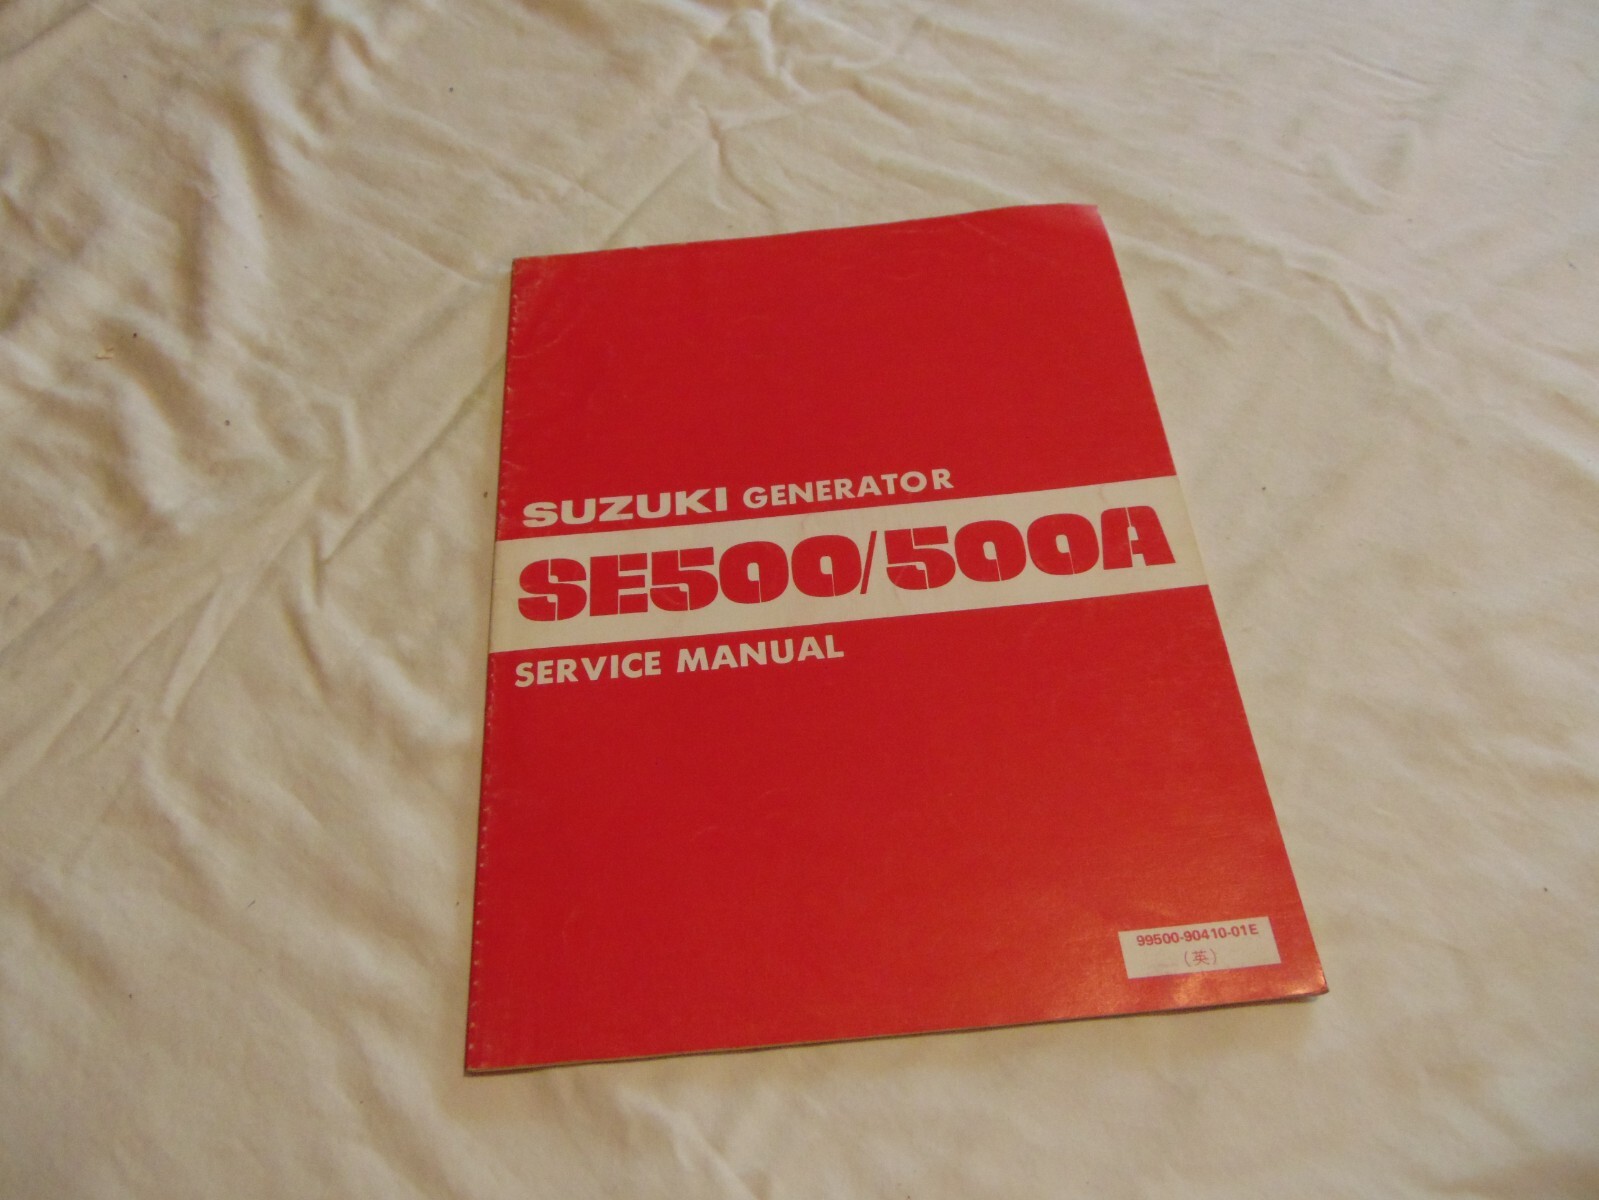 SUZUKI GENERATOR
SE500/500A
SERVICE MANUAL
99500-90410-01E
(英)